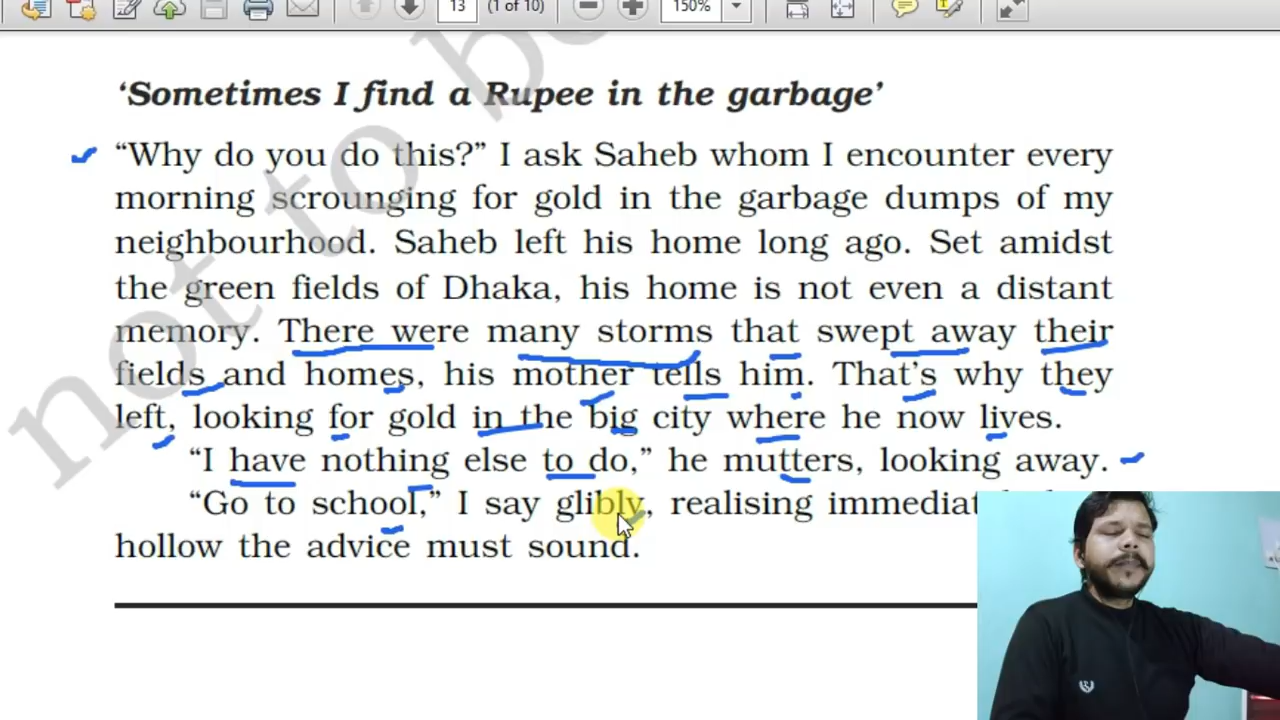 13 (1 of 10) 150%
‘Sometimes I find a Rupee in the garbage’
“Why do you do this?” I ask Saheb whom I encounter every
morning scrounging for gold in the garbage dumps of my
neighbourhood. Saheb left his home long ago. Set amidst
the green fields of Dhaka, his home is not even a distant
memory. There were many storms that swept away their
fields and homes, his mother tells him. That’s why they
left, looking for gold in the big city where he now lives.
“I have nothing else to do,” he mutters, looking away.
“Go to school,” I say glibly, realising
hollow the advice must sound.
not to b